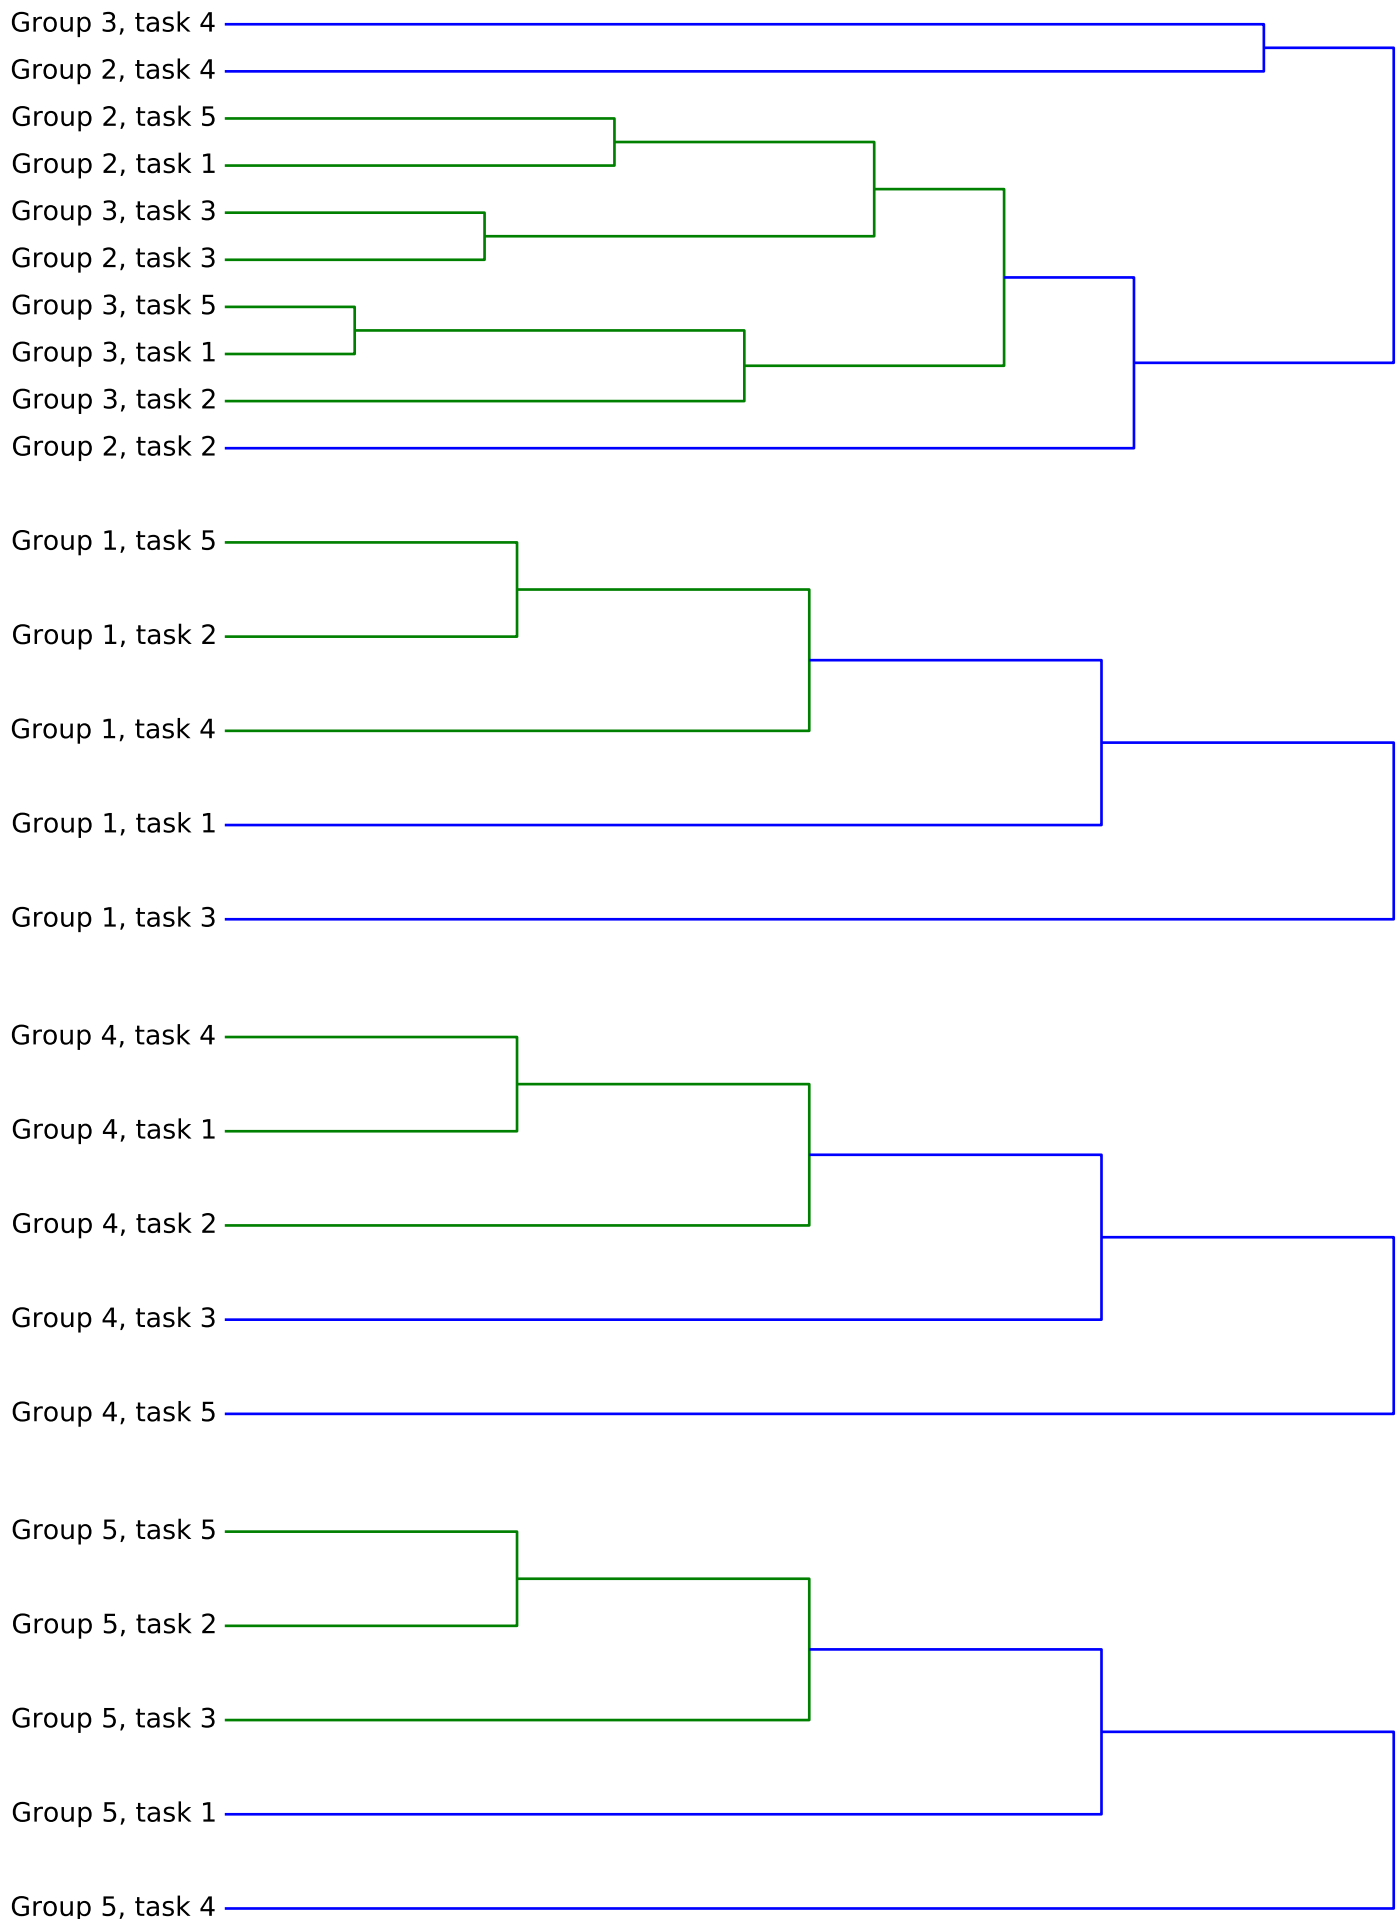 Group 3, task 4
Group 2, task 4
Group 2, task 5
Group 2, task 1
Group 3, task 3
Group 2, task 3
Group 3, task 5
Group 3, task 1
Group 3, task 2
Group 2, task 2
Group 1, task 5
Group 1, task 2
Group 1, task 4
Group 1, task 1
Group 1, task 3
Group 4, task 4
Group 4, task 1
Group 4, task 2
Group 4, task 3
Group 4, task 5
Group 5, task 5
Group 5, task 2
Group 5, task 3
Group 5, task 1
Group 5, task 4